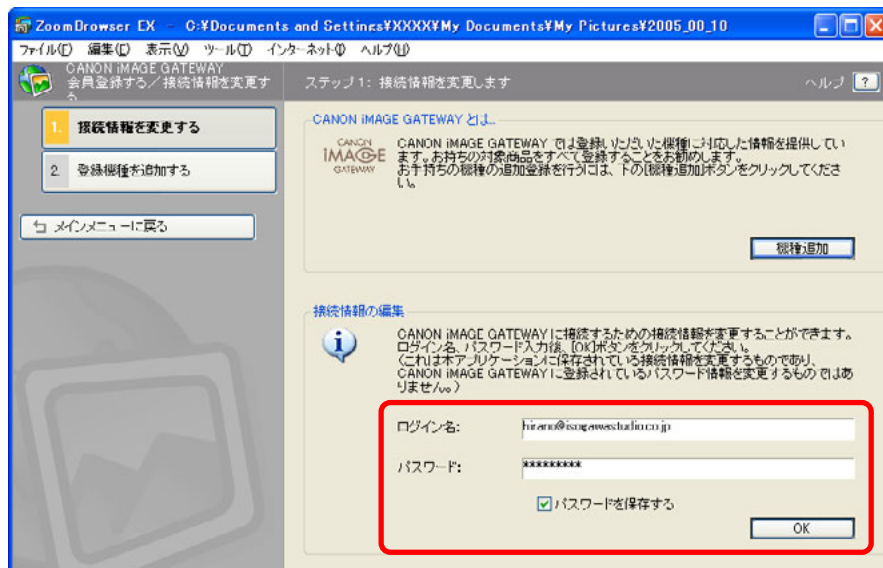 ZoomBrowser EX - C:¥Documents and Settings¥XXXX¥My Documents¥My Pictures¥2005_08_10
ファイル(F) 編集(E) 表示(V) ツール(T) インターネット(I) ヘルプ(H)
CANON iMAGE GATEWAY
会員登録する/接続情報を変更す
る
ステップ1: 接続情報を変更します
ヘルプ ?
1. 接続情報を変更する
2. 登録機種を追加する
メインメニューに戻る
CANON iMAGE GATEWAY とは...
CANON
iMAGE
GATEWAY
CANON iMAGE GATEWAY では登録いただいた機種に対応した情報を提供してい
ます。お持ちの対象商品をすべて登録することをお勧めします。
お手持ちの機種の追加登録を行うには、下の[機種追加]ボタンをクリックしてくださ
い。
機種追加
接続情報の編集
CANON iMAGE GATEWAY に接続するための接続情報を変更することができます。
ログイン名、パスワード入力後、[OK]ボタンをクリックしてください。
(これは本アプリケーションに保存されている接続情報を変更するものであり、
CANON iMAGE GATEWAY に登録されているパスワード情報を変更するものではあ
りません。)
ログイン名: hirano@isogawastudio.co.jp
パスワード: *********
パスワードを保存する
OK